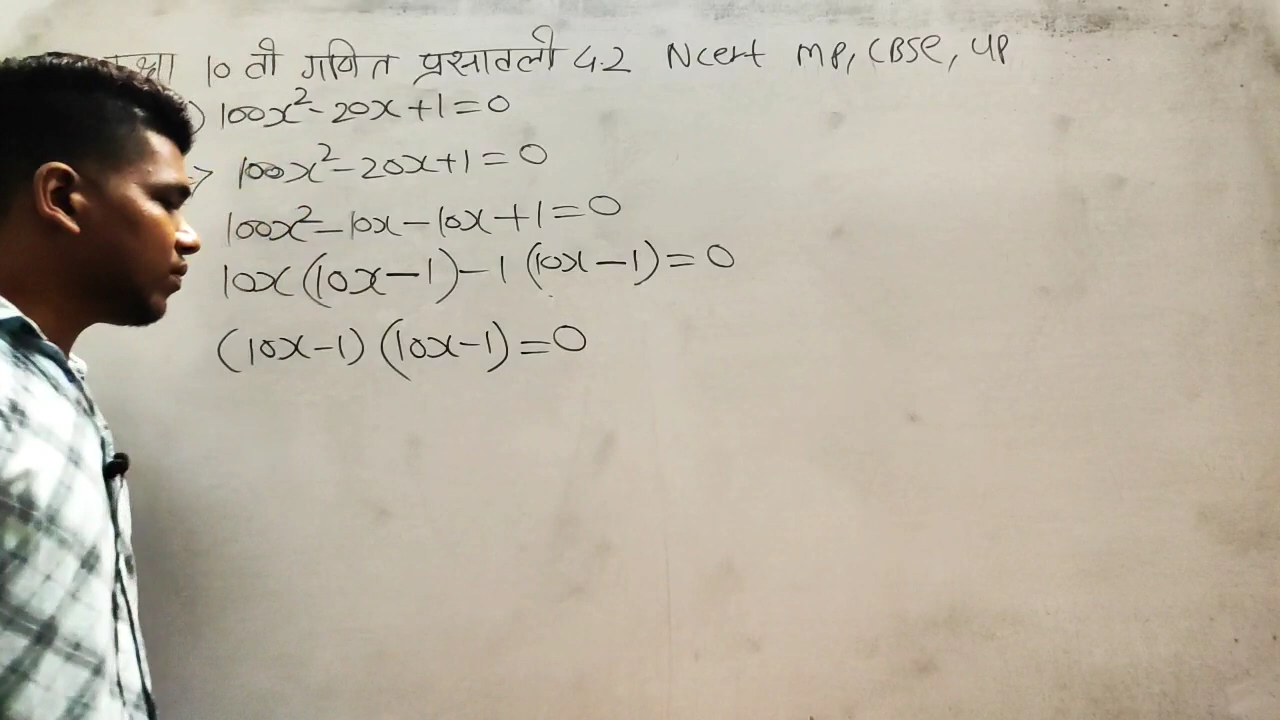 कक्षा 10 वी गणित प्रसावली 4.2 Ncert MP, CBSE, UP
) 100x²- 20x+1=0
=> 100x²-20x+1=0
100x²-10x-10x+1=0
10x(10x-1)-1(10x-1)=0
(10x-1)(10x-1)=0